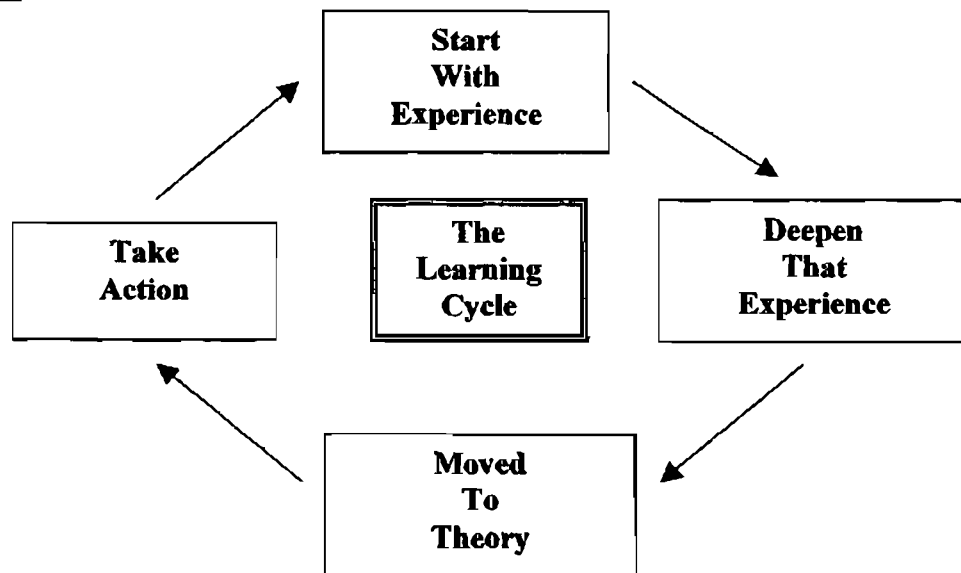 Start
With
Experience
The
Learning
Cycle
Deepen
That
Experience
Take
Action
Moved
To
Theory